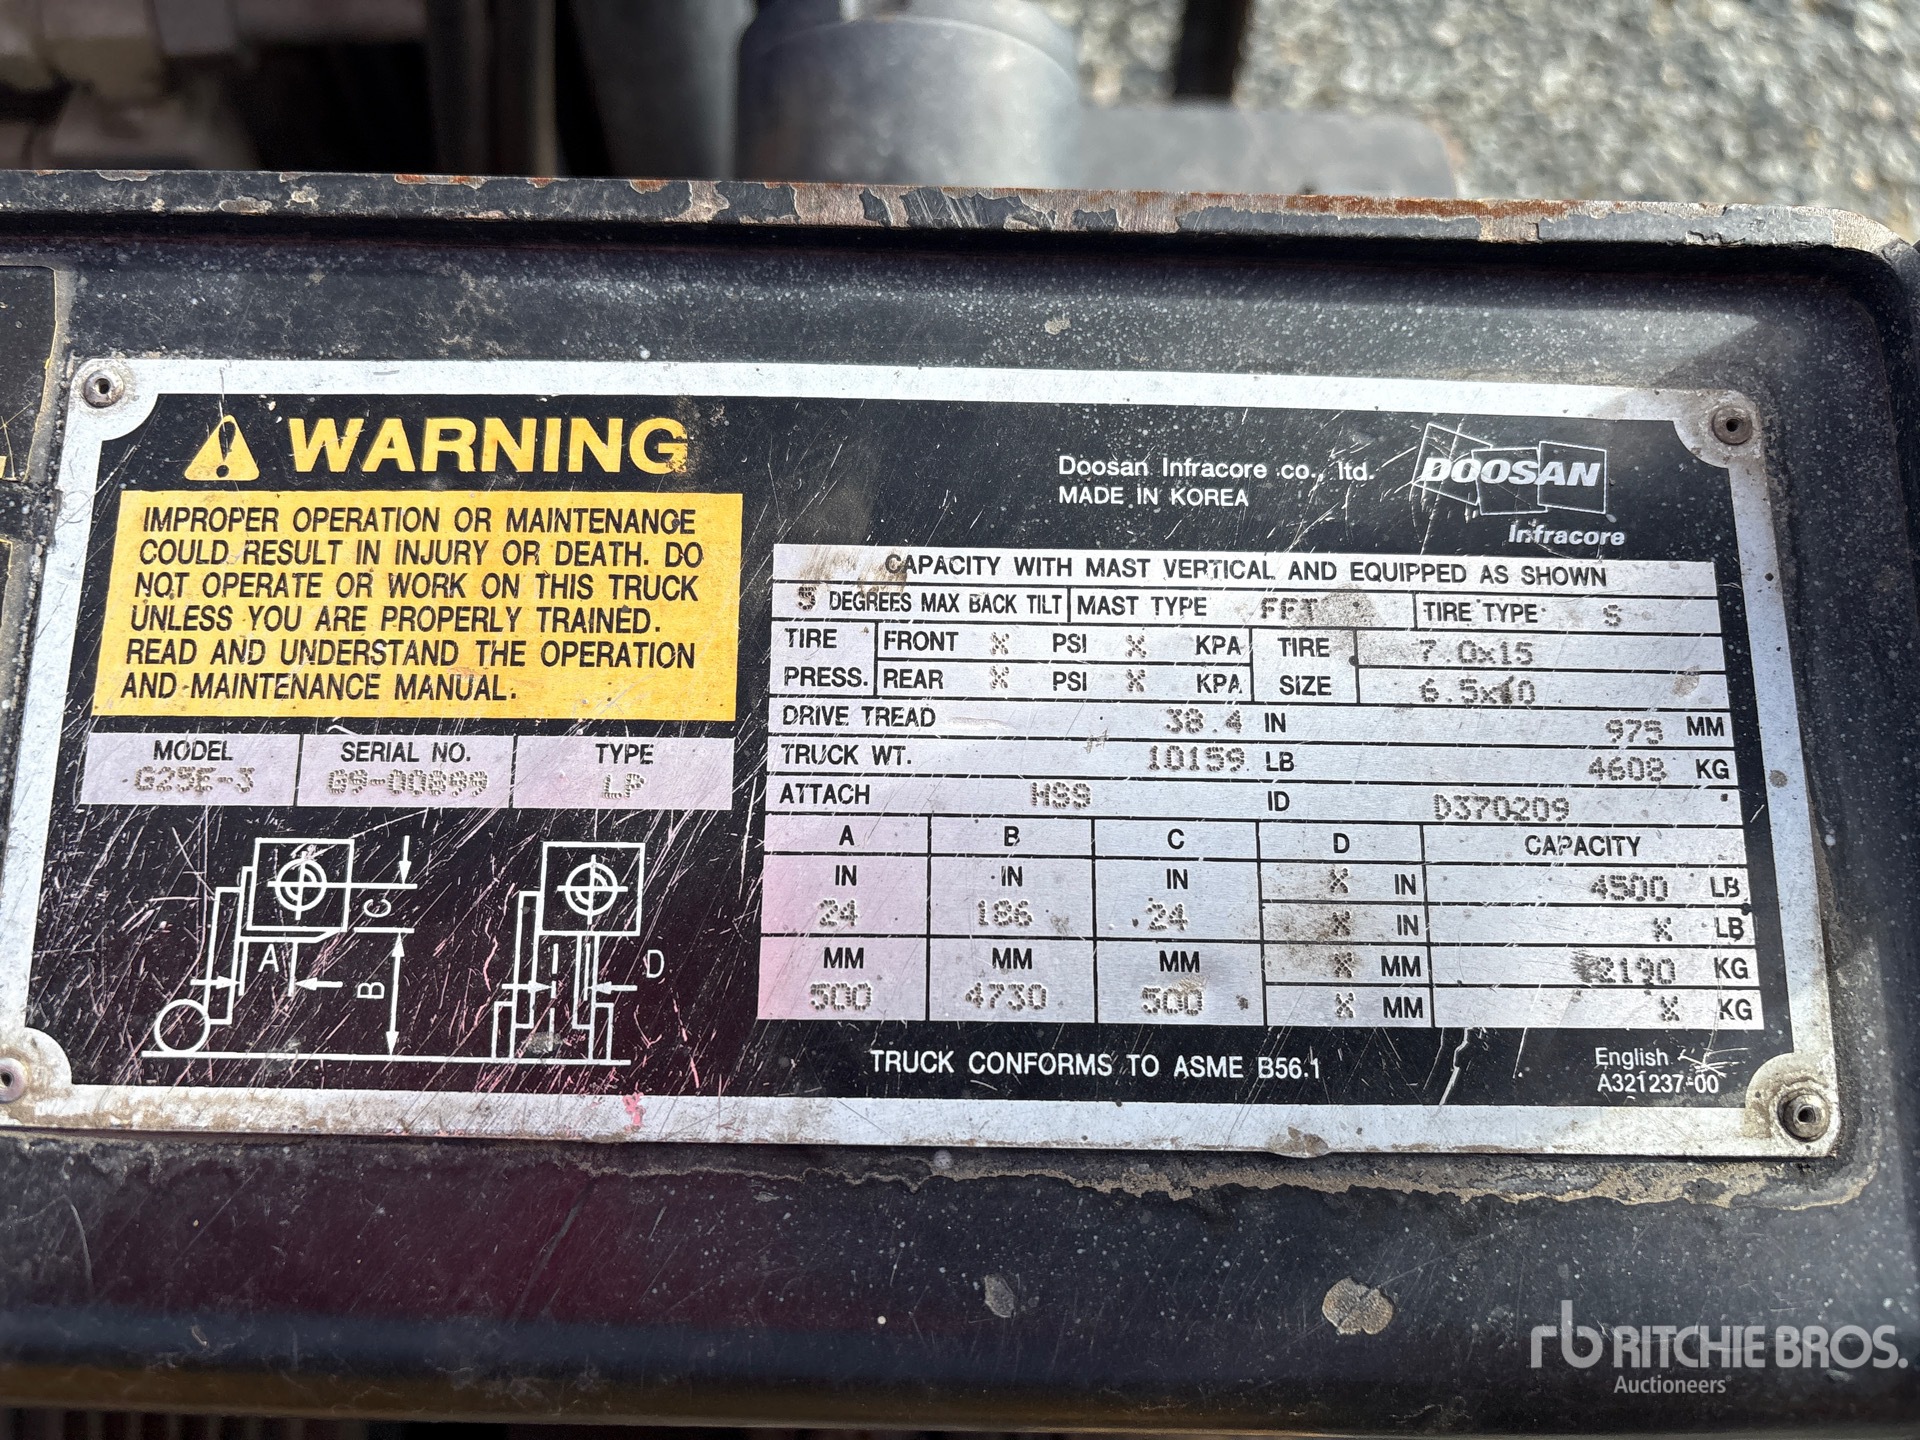 WARNING
IMPROPER OPERATION OR MAINTENANCE
COULD RESULT IN INJURY OR DEATH. DO
NOT OPERATE OR WORK ON THIS TRUCK
UNLESS YOU ARE PROPERLY TRAINED.
READ AND UNDERSTAND THE OPERATION
AND MAINTENANCE MANUAL.
MODEL SERIAL NO. TYPE
G25E-3 LP
A B C D
Doosan Infracore co., ltd.
MADE IN KOREA
DOOSAN
Infracore
CAPACITY WITH MAST VERTICAL AND EQUIPPED AS SHOWN
5 DEGREES MAX BACK TILT MAST TYPE FFT TIRE TYPE S
TIRE PRESS. FRONT X PSI X KPA TIRE SIZE 7.0x15
REAR X PSI X KPA 6.5x10
DRIVE TREAD 38.4 IN 975 MM
TRUCK WT. 10159 LB 4608 KG
ATTACH HSS ID D370209
A B C D CAPACITY
IN IN IN X IN 4500 LB
24 186 24 X IN X LB
MM MM MM X MM 2190 KG
500 4730 500 X MM X KG
TRUCK CONFORMS TO ASME B56.1
English
A321237-00
rb RITCHIE BROS.
Auctioneers